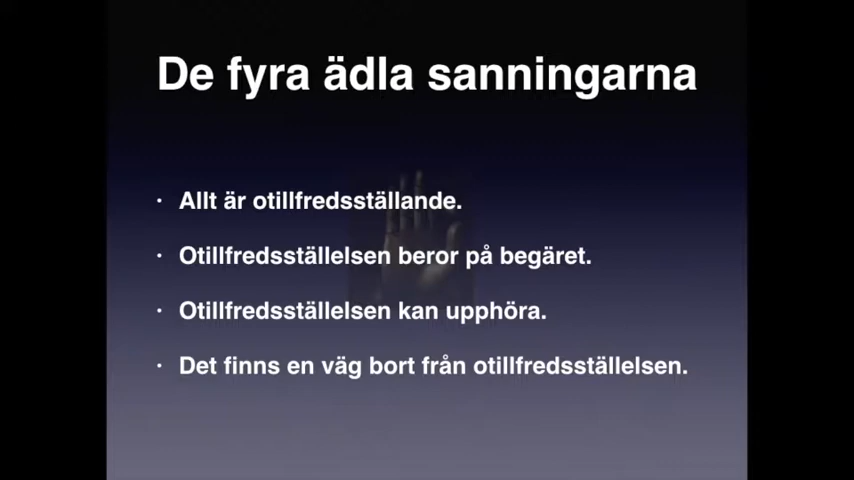 De fyra ädla sanningarna
· Allt är otillfredsställande.
· Otillfredsställelsen beror på begäret.
· Otillfredsställelsen kan upphöra.
· Det finns en väg bort från otillfredsställelsen.